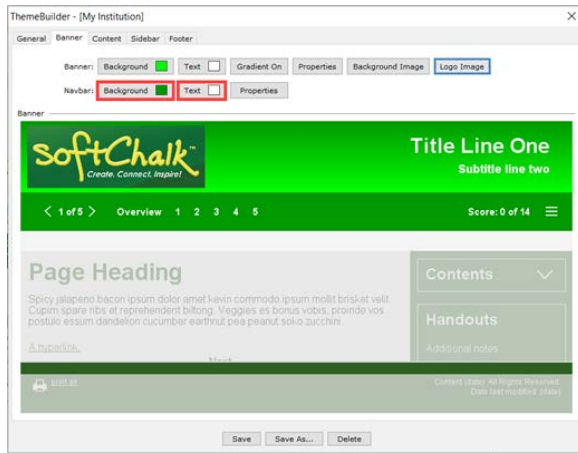 ThemeBuilder - [My Institution]
General Banner Content Sidebar Footer
Banner: Background Text Gradient On Properties Background Image Logo Image
Navbar: Background Text Properties
Banner
SoftChalk™
Create. Connect. Inspire!
Title Line One
Subtitle line two
< 1 of 5 > Overview 1 2 3 4 5 Score: 0 of 14
Page Heading
Spicy jalapeno bacon ipsum dolor amet kevin commodo ipsum mollit brisket velit.
Cupim spare ribs et reprehenderit biltong. Veggies es bonus vobis, proinde vos
postulo essum dandelion cucumber earthnut pea peanut soko zucchini.
A hyperlink.
Next
Contents
Handouts
Additional notes
print all
Content (data). All Rights Reserved.
Date last modified: (date)
Save Save As... Delete